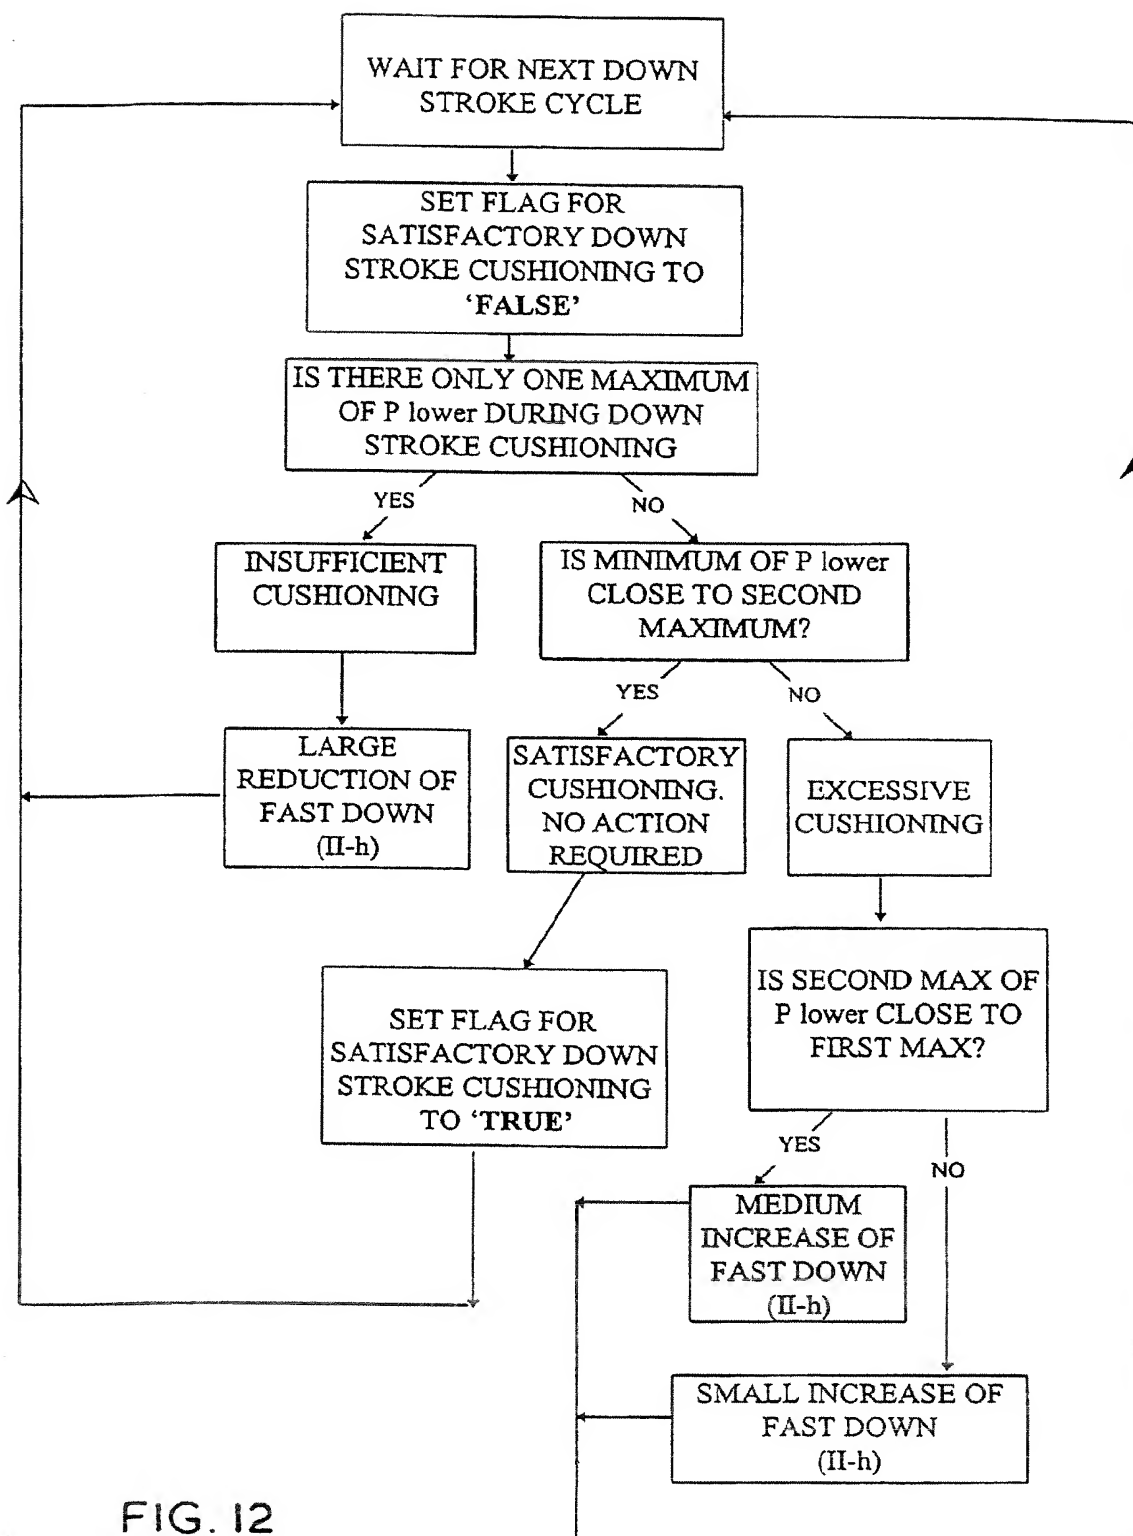 WAIT FOR NEXT DOWN
STROKE CYCLE
SET FLAG FOR
SATISFACTORY DOWN
STROKE CUSHIONING TO
‘FALSE’
IS THERE ONLY ONE MAXIMUM
OF P lower DURING DOWN
STROKE CUSHIONING
YES
NO
INSUFFICIENT
CUSHIONING
IS MINIMUM OF P lower
CLOSE TO SECOND
MAXIMUM?
YES
NO
LARGE
REDUCTION OF
FAST DOWN
(II-h)
SATISFACTORY
CUSHIONING.
NO ACTION
REQUIRED
EXCESSIVE
CUSHIONING
IS SECOND MAX OF
P lower CLOSE TO
FIRST MAX?
SET FLAG FOR
SATISFACTORY DOWN
STROKE CUSHIONING
TO ‘TRUE’
YES
NO
MEDIUM
INCREASE OF
FAST DOWN
(II-h)
SMALL INCREASE OF
FAST DOWN
(II-h)
FIG. 12